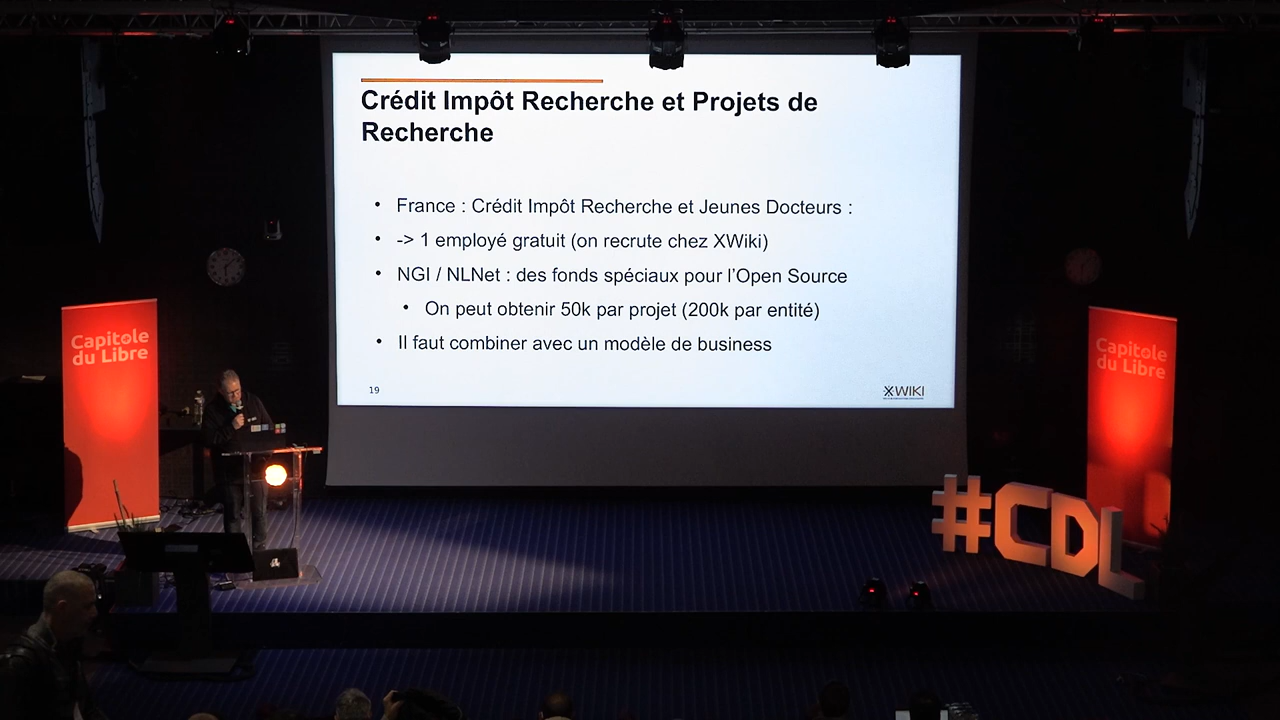 Crédit Impôt Recherche et Projets de
Recherche
• France : Crédit Impôt Recherche et Jeunes Docteurs :
• -> 1 employé gratuit (on recrute chez XWiki)
• NGI / NLNet : des fonds spéciaux pour l'Open Source
• On peut obtenir 50k par projet (200k par entité)
• Il faut combiner avec un modèle de business
19
XWIKI
Capitole
du Libre
Capitole
du Libre
#CDL